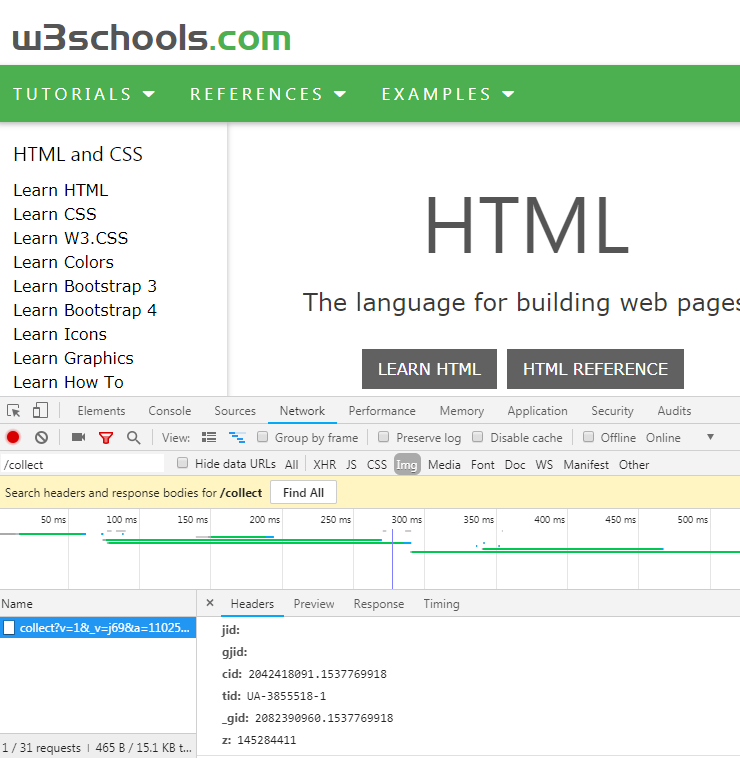 w3schools.com
TUTORIALS REFERENCES EXAMPLES
HTML and CSS
Learn HTML
Learn CSS
Learn W3.CSS
Learn Colors
Learn Bootstrap 3
Learn Bootstrap 4
Learn Icons
Learn Graphics
Learn How To
HTML
The language for building web pages
LEARN HTML HTML REFERENCE
Elements Console Sources Network Performance Memory Application Security Audits
View: Group by frame Preserve log Disable cache Offline Online
/collect Hide data URLs All XHR JS CSS Img Media Font Doc WS Manifest Other
Search headers and response bodies for /collect Find All
50 ms 100 ms 150 ms 200 ms 250 ms 300 ms 350 ms 400 ms 450 ms 500 ms
Name
collect?v=1&_v=j69&a=11025...
1 / 31 requests 465 B / 15.1 KB t...
× Headers Preview Response Timing
jid:
gjid:
cid: 2042418091.1537769918
tid: UA-3855518-1
_gid: 2082390960.1537769918
z: 145284411